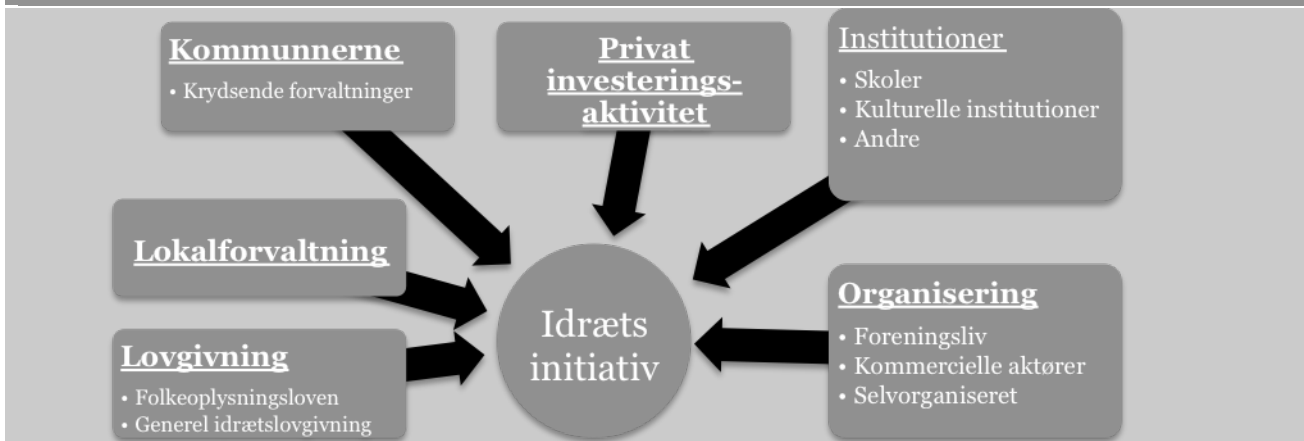 Kommunnerne
• Krydsende forvaltninger
Privat
investerings-
aktivitet
Institutioner
• Skoler
• Kulturelle institutioner
• Andre
Lokalforvaltning
Lovgivning
• Folkeoplysningsloven
• Generel idrætslovgivning
Idræts
initiativ
Organisering
• Foreningsliv
• Kommercielle aktører
• Selvorganiseret